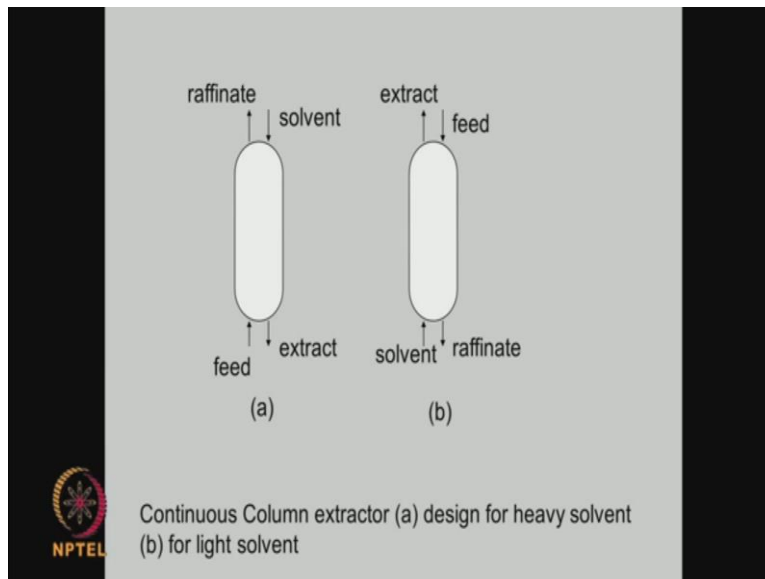 raffinate
solvent
feed
extract
(a)
extract
feed
solvent
raffinate
(b)
Continuous Column extractor (a) design for heavy solvent
(b) for light solvent
NPTEL